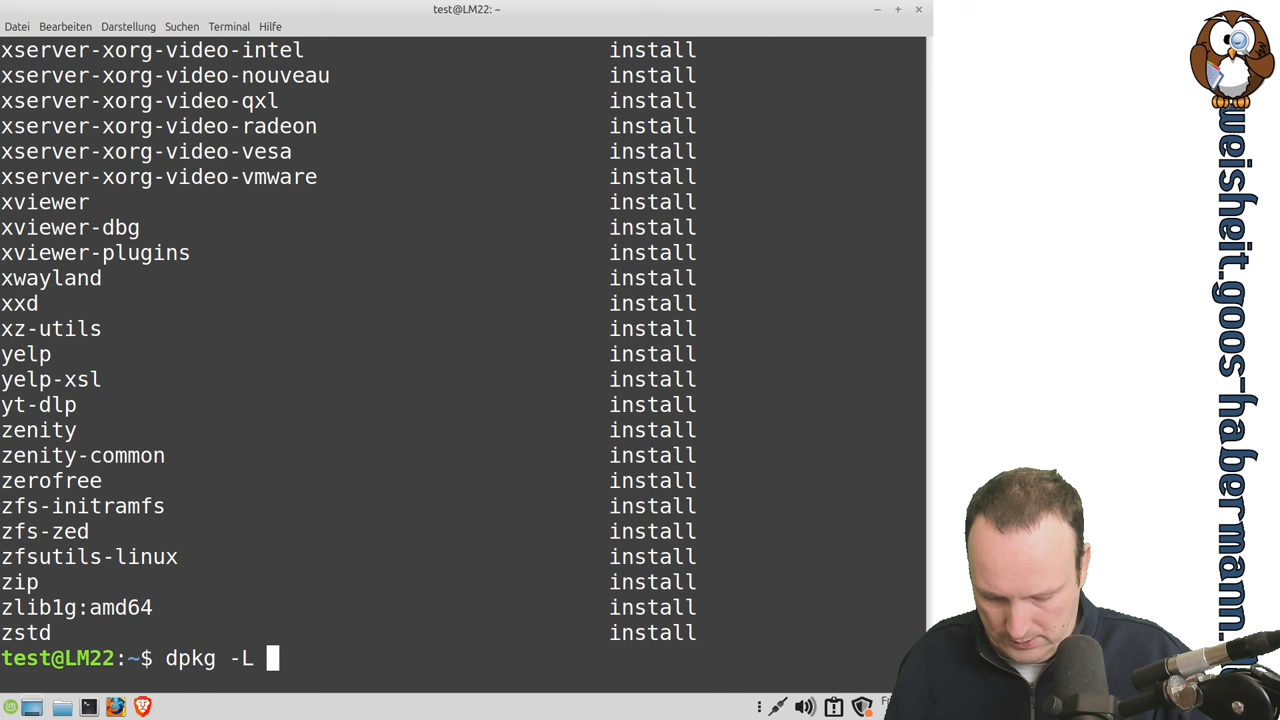 test@LM22: ~
Datei Bearbeiten Darstellung Suchen Terminal Hilfe
xserver-xorg-video-intel install
xserver-xorg-video-nouveau install
xserver-xorg-video-qxl install
xserver-xorg-video-radeon install
xserver-xorg-video-vesa install
xserver-xorg-video-vmware install
xviewer install
xviewer-dbg install
xviewer-plugins install
xwayland install
xxd install
xz-utils install
yelp install
yelp-xsl install
yt-dlp install
zenity install
zenity-common install
zerofree install
zfs-initramfs install
zfs-zed install
zfsutils-linux install
zip install
zlib1g:amd64 install
zstd install
test@LM22:~$ dpkg -L
weisheit.goos-habermann.